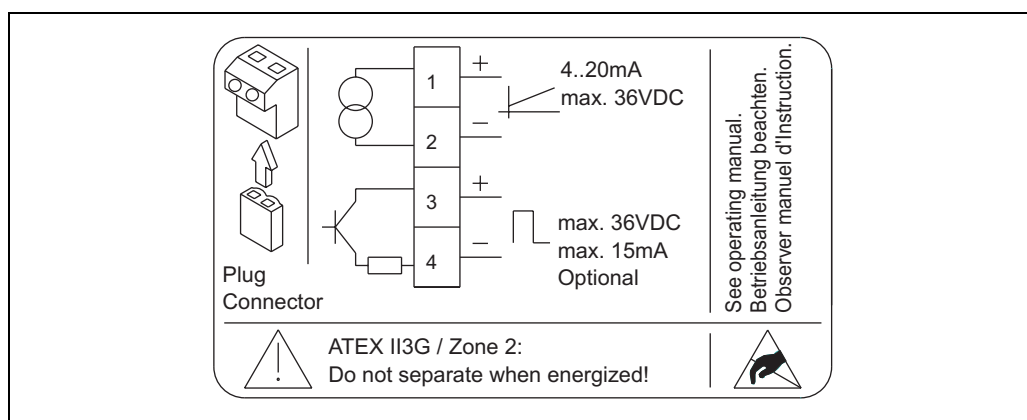 Plug
Connector
1
2
3
4
+
–
+
–
4..20mA
max. 36VDC
max. 36VDC
max. 15mA
Optional
See operating manual.
Betriebsanleitung beachten.
Observer manuel d'Instruction.
ATEX II3G / Zone 2:
Do not separate when energized!